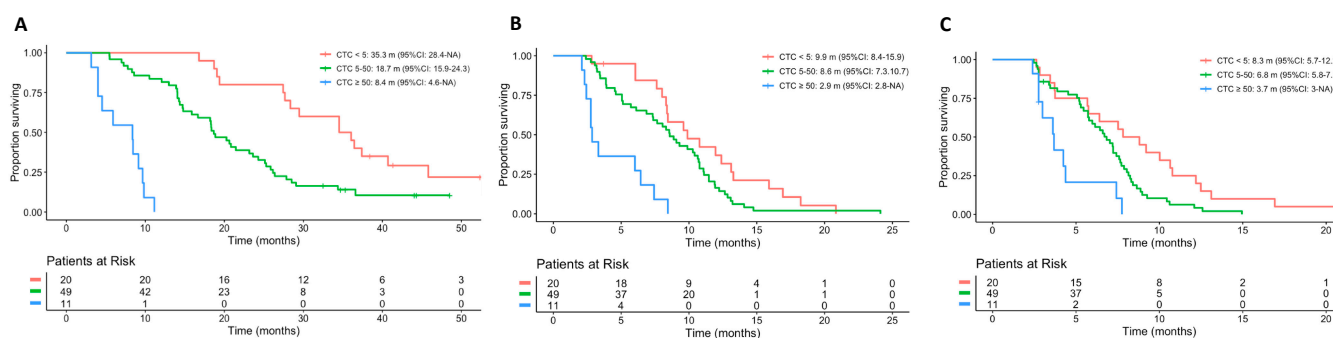 A
CTC < 5: 35.3 m (95%CI: 28.4-NA)
CTC 5-50: 18.7 m (95%CI: 15.9-24.3)
CTC ≥ 50: 8.4 m (95%CI: 4.6-NA)
Proportion surviving
1.00
0.75
0.50
0.25
0.00
0 10 20 30 40 50
Time (months)
Patients at Risk
20 20 16 12 6 3
49 42 23 8 3 0
11 1 0 0 0 0
0 10 20 30 40 50
Time (months)
B
CTC < 5: 9.9 m (95%CI: 8.4-15.9)
CTC 5-50: 8.6 m (95%CI: 7.3.10.7)
CTC ≥ 50: 2.9 m (95%CI: 2.8-NA)
Proportion surviving
1.00
0.75
0.50
0.25
0.00
0 5 10 15 20 25
Time (months)
Patients at Risk
20 18 9 4 1 0
49 37 20 1 1 0
11 4 0 0 0 0
0 5 10 15 20 25
Time (months)
C
CTC < 5: 8.3 m (95%CI: 5.7-12.
CTC 5-50: 6.8 m (95%CI: 5.8-7.
CTC ≥ 50: 3.7 m (95%CI: 3-NA)
Proportion surviving
1.00
0.75
0.50
0.25
0.00
0 5 10 15 20
Time (months)
Patients at Risk
20 15 8 2 1
49 37 5 0 0
11 2 0 0 0
0 5 10 15 20
Time (months)